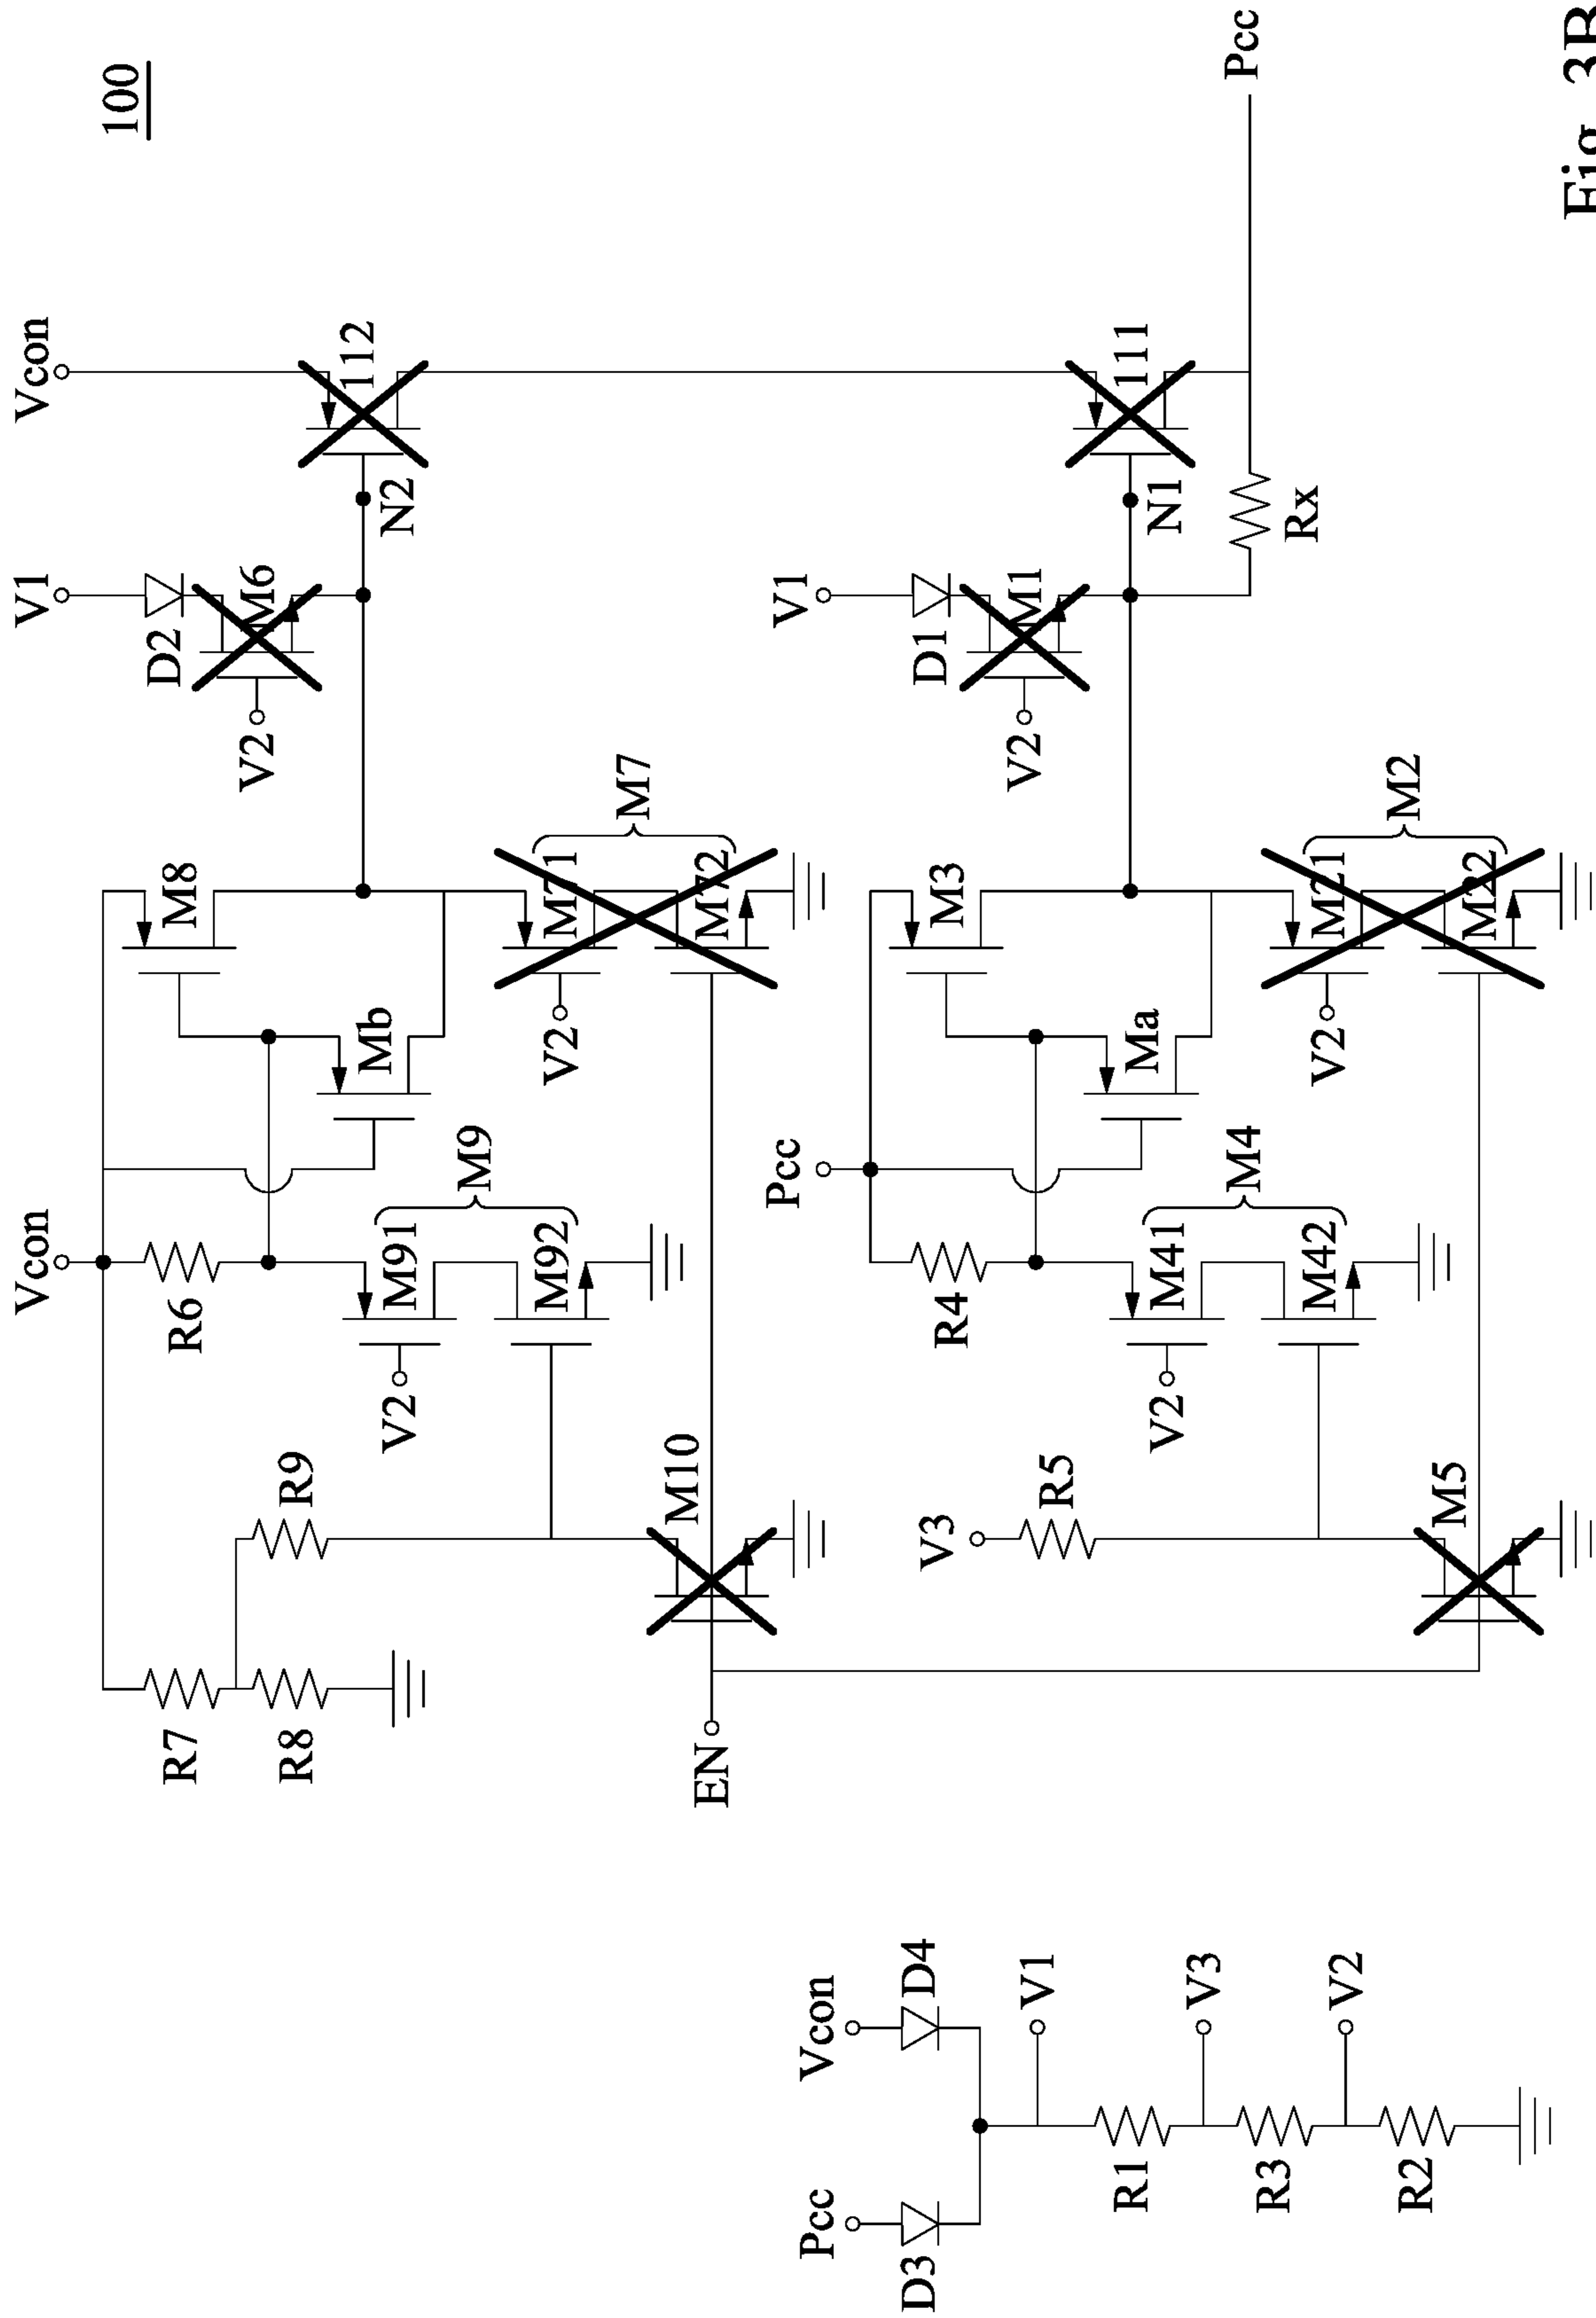 100
Vcon
Vcon
V1
112
N2
M6
D2
V2
M8
Mb
M7
M71
M72
V2
R6
M9
M91
M92
V2
R9
R7
R8
M10
EN
V1
D1
M1
V2
111
N1
Rx
Pcc
Pcc
M3
Ma
M2
M21
M22
V2
R4
M4
M41
M42
V2
V3
R5
M5
Pcc
Vcon
D3
D4
V1
R1
V3
R3
V2
R2
Fig. 3B